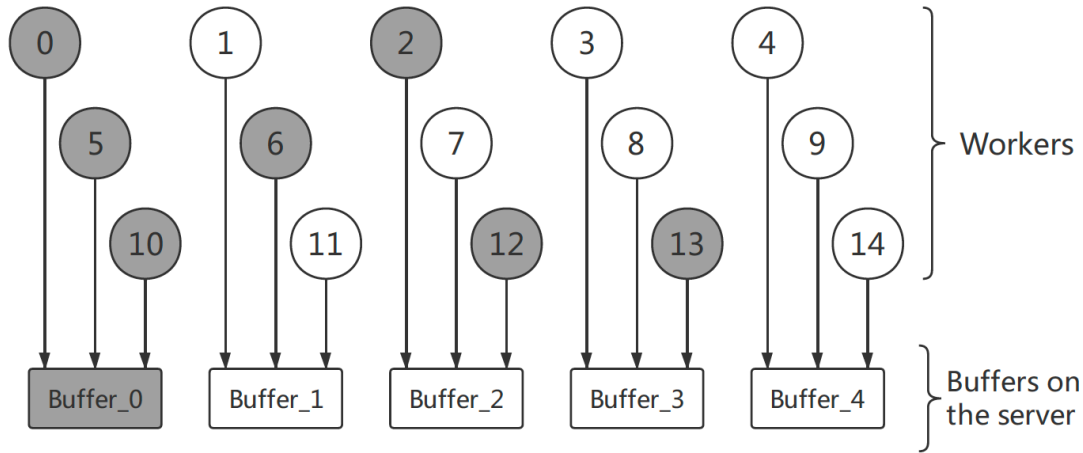 0 1 2 3 4
5 6 7 8 9
Workers
10 11 12 13 14
Buffer_0 Buffer_1 Buffer_2 Buffer_3 Buffer_4
Buffers on
the server